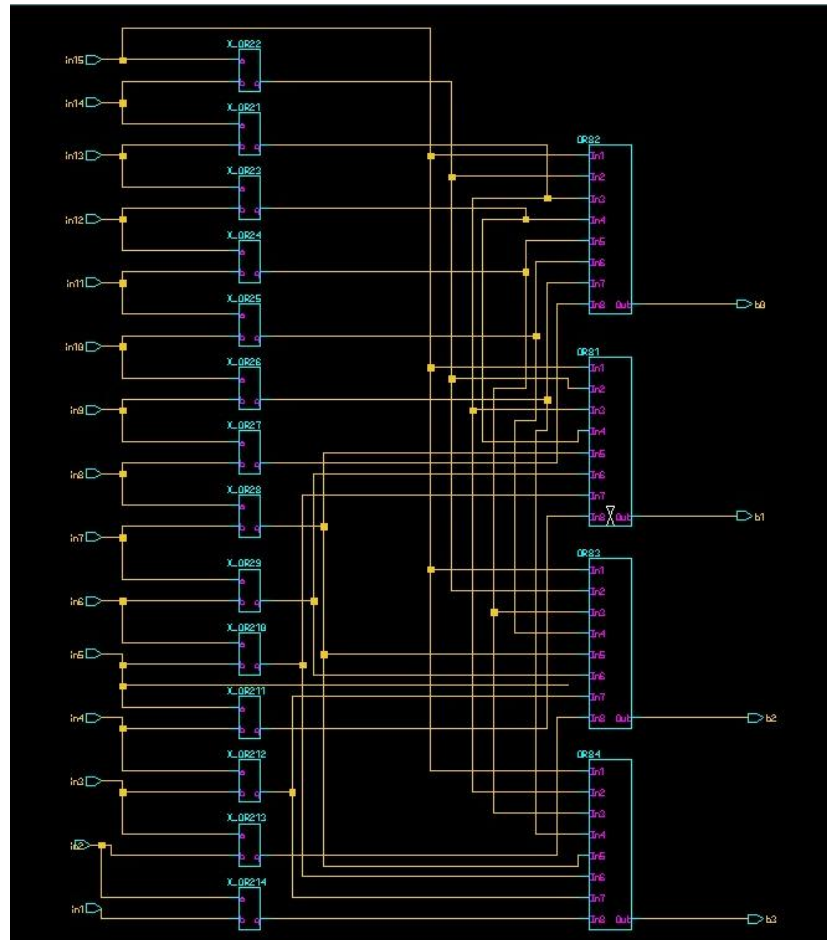 X_OR22
in15
in14
X_OR21
OR82
in13
In1
In2
X_OR23
In3
in12
In4
X_OR24
In5
In6
in11
In7
X_OR25
In8 Out
b0
in10
OR81
X_OR26
In1
In2
in9
In3
X_OR27
In4
In5
in8
In6
X_OR28
In7
In8 Out
b1
in7
OR83
X_OR29
In1
In2
in6
In3
X_OR210
In4
in5
In5
In6
X_OR211
In7
in4
In8 Out
b2
X_OR212
OR84
In1
in3
In2
X_OR213
In3
In4
in2
In5
X_OR214
In6
In7
in1
In8 Out
b3